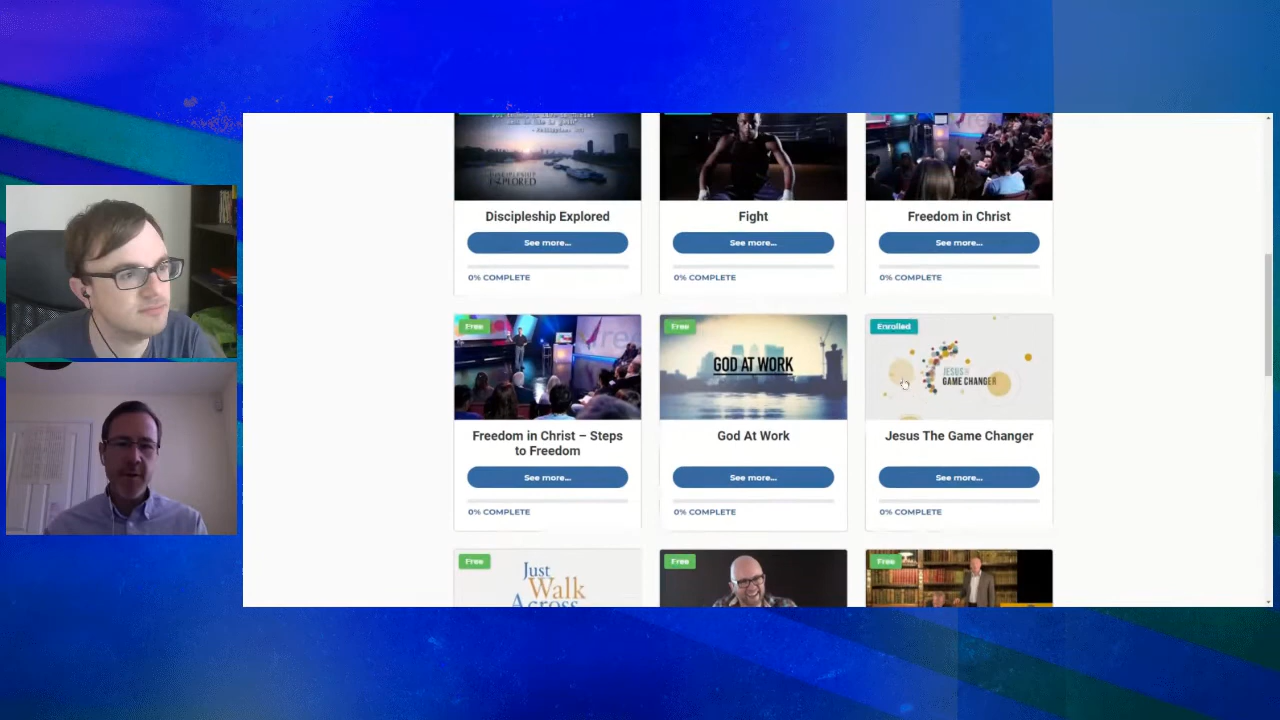 DISCIPLESHIP
EXPLORED
Discipleship Explored
Fight
Freedom in Christ
See more...
See more...
See more...
0% COMPLETE
0% COMPLETE
0% COMPLETE
Free
Free
Enrolled
GOD AT WORK
JESUS
GAME CHANGER
Freedom in Christ – Steps
to Freedom
God At Work
Jesus The Game Changer
See more...
See more...
See more...
0% COMPLETE
0% COMPLETE
0% COMPLETE
Free
Free
Free
Just
Walk
Across